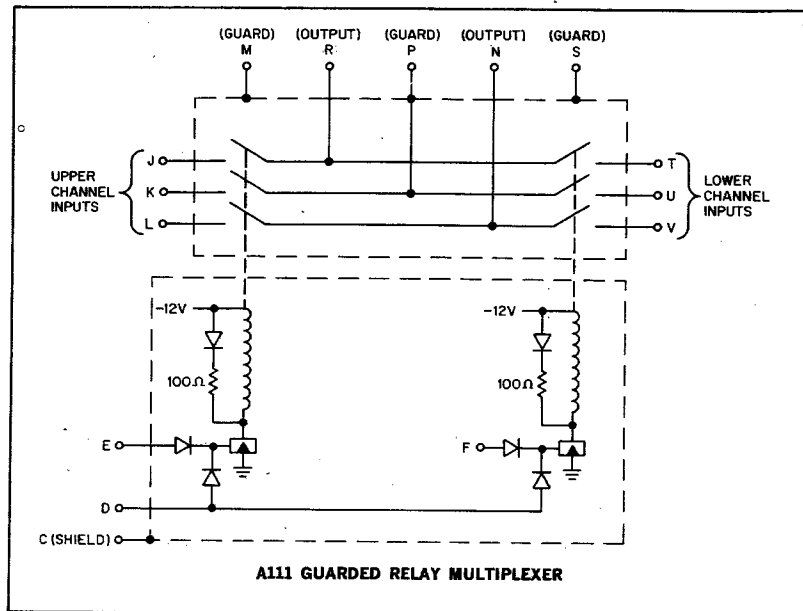 (GUARD) (OUTPUT) (GUARD) (OUTPUT) (GUARD)
M R P N S
J
K
L
UPPER
CHANNEL
INPUTS
T
U
V
LOWER
CHANNEL
INPUTS
-12V
100Ω
-12V
100Ω
E
F
D
C (SHIELD)
A111 GUARDED RELAY MULTIPLEXER